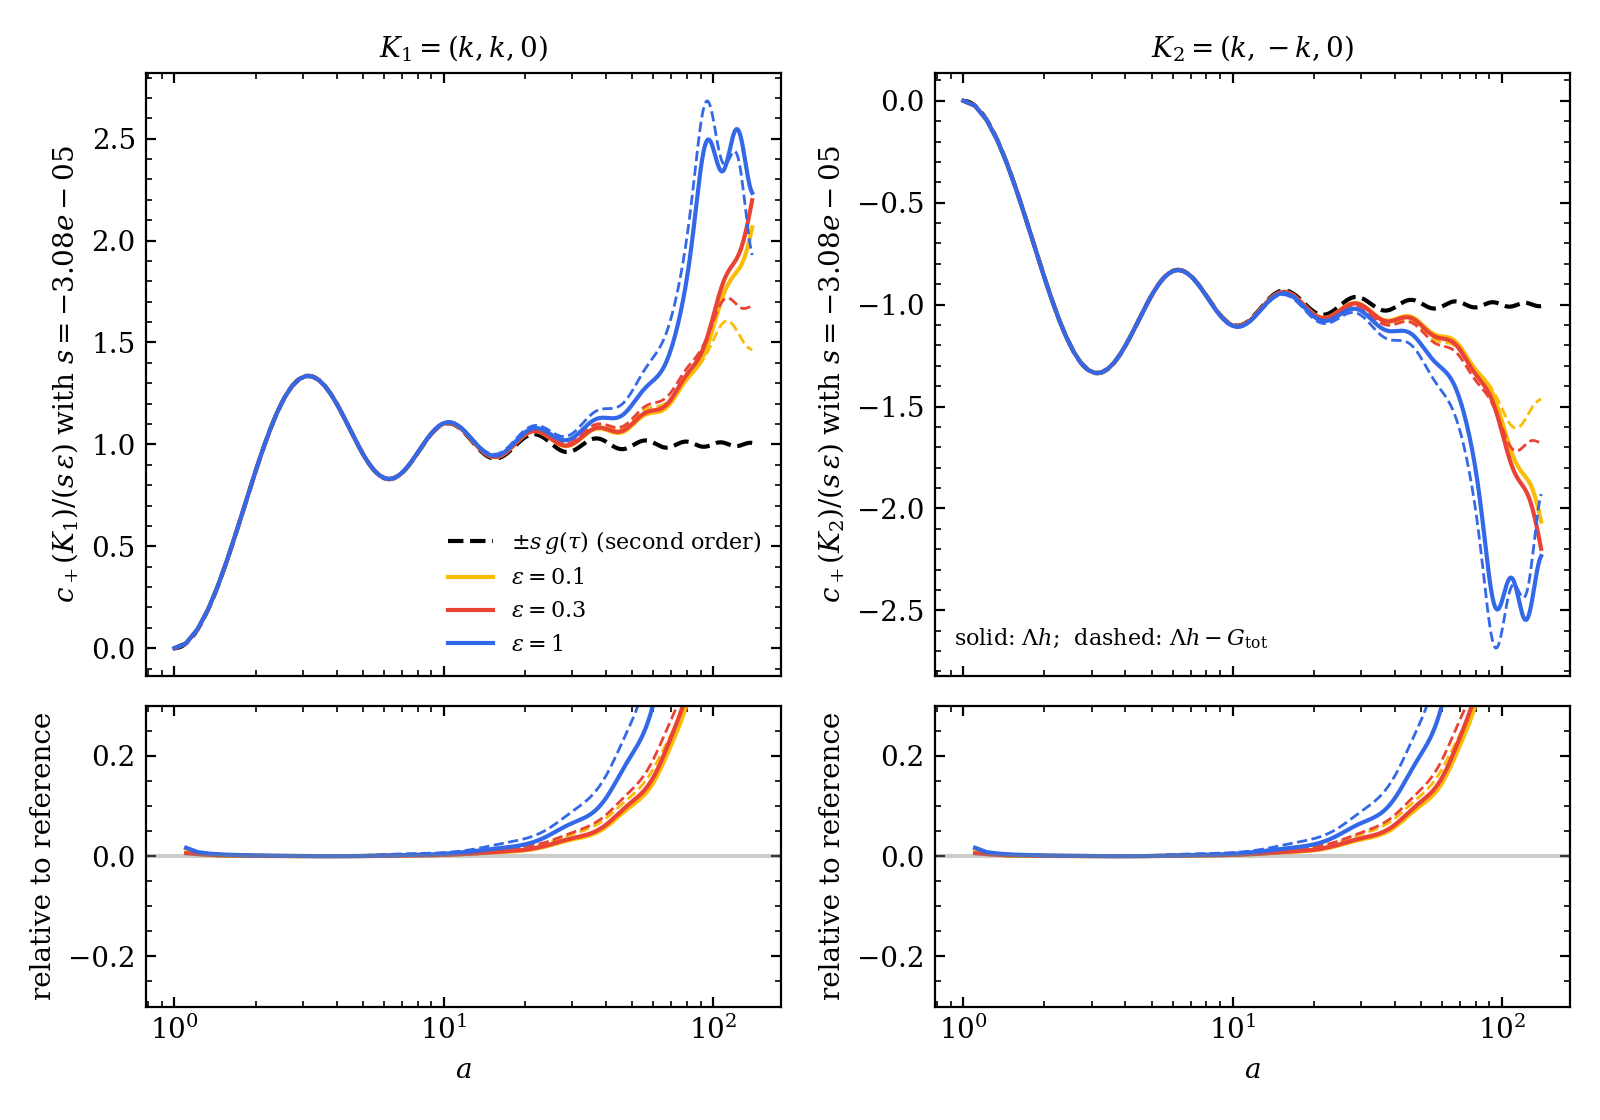 K₁ = (k, k, 0)
K₂ = (k, − k, 0)
c₊(K₁)/(s ε) with s = −3.08e − 05
2.5
2.0
1.5
1.0
0.5
0.0
±s g(τ) (second order)
ε = 0.1
ε = 0.3
ε = 1
c₊(K₂)/(s ε) with s = −3.08e − 05
0.0
−0.5
−1.0
−1.5
−2.0
−2.5
solid: Λh;  dashed: Λh − G_tot
relative to reference
0.2
0.0
−0.2
10⁰
10¹
10²
a
relative to reference
0.2
0.0
−0.2
10⁰
10¹
10²
a